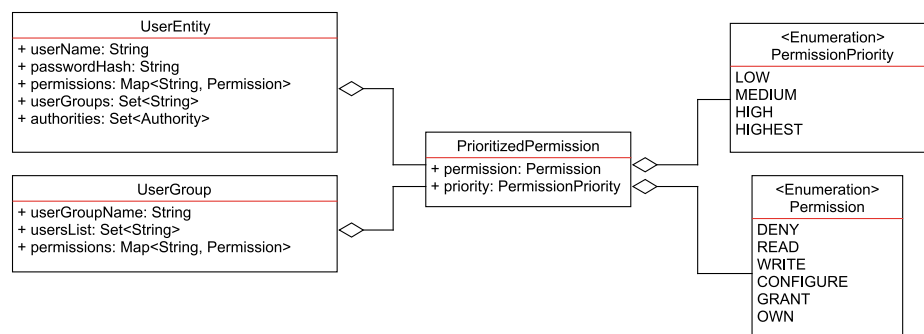 UserEntity
+ userName: String
+ passwordHash: String
+ permissions: Map<String, Permission>
+ userGroups: Set<String>
+ authorities: Set<Authority>
UserGroup
+ userGroupName: String
+ usersList: Set<String>
+ permissions: Map<String, Permission>
PrioritizedPermission
+ permission: Permission
+ priority: PermissionPriority
<Enumeration>
PermissionPriority
LOW
MEDIUM
HIGH
HIGHEST
<Enumeration>
Permission
DENY
READ
WRITE
CONFIGURE
GRANT
OWN